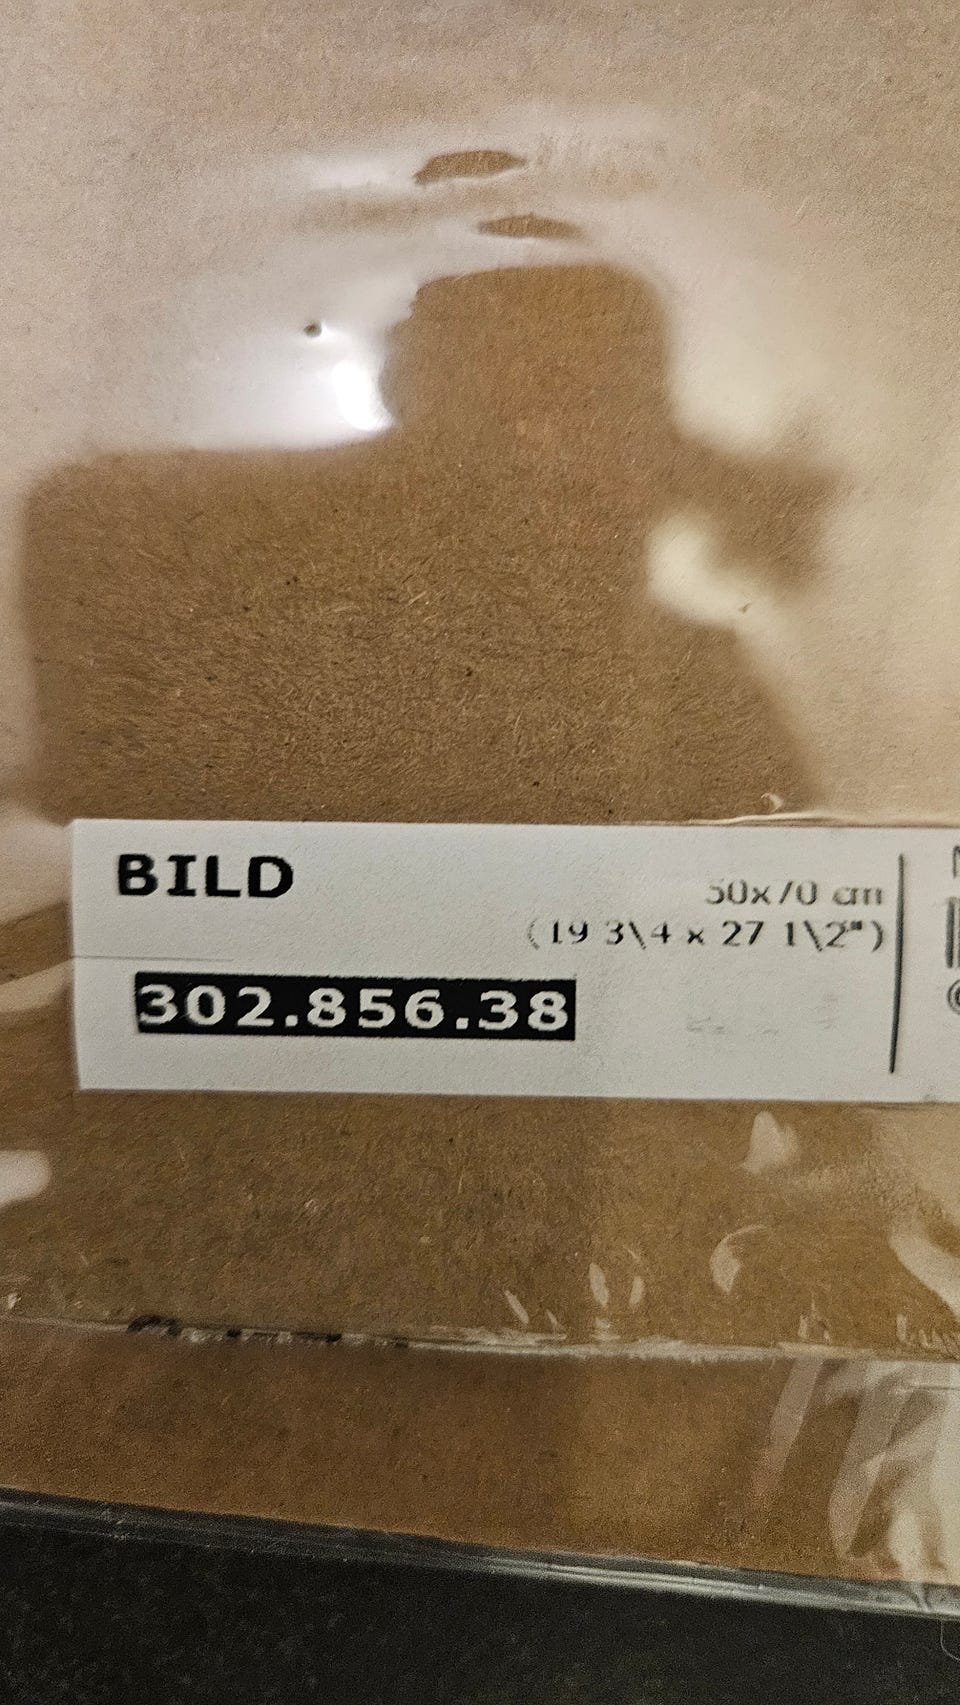 BILD
50x70 cm
(19 3\4 x 27 1\2")
302.856.38